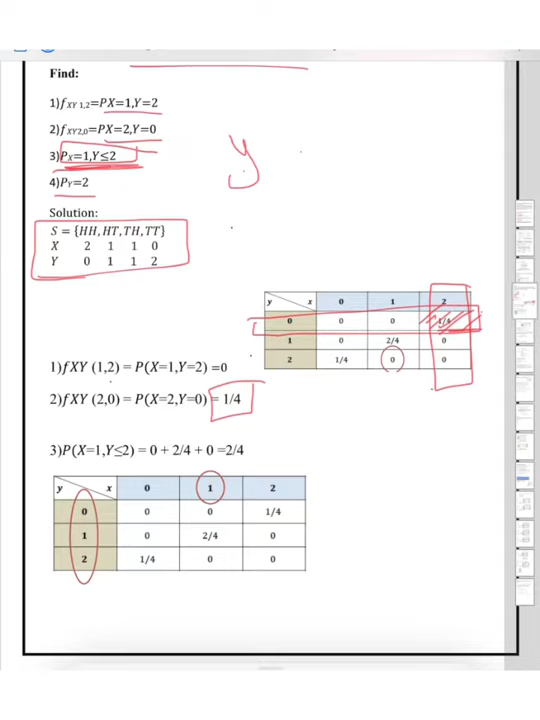 Find:
1)fXY 1,2=PX=1,Y=2
2)fXY2,0=PX=2,Y=0
3)PX=1,Y≤2
4)PY=2
y
Solution:
S = {HH, HT, TH, TT}
X 2 1 1 0
Y 0 1 1 2
y x 0 1 2
0 0 0 1/4
1 0 2/4 0
2 1/4 0 0
1)fXY (1,2) = P(X=1,Y=2) =0
2)fXY (2,0) = P(X=2,Y=0) = 1/4
3)P(X=1,Y≤2) = 0 + 2/4 + 0 =2/4
y x 0 1 2
0 0 0 1/4
1 0 2/4 0
2 1/4 0 0